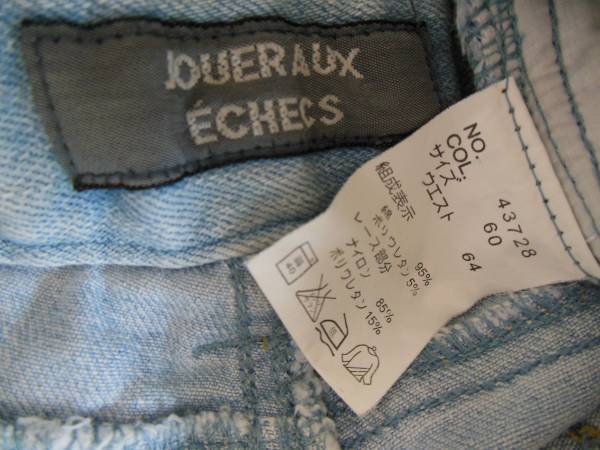 JOUERAUX
ÉCHECS
NO. 43728
COL. 60
サイズ
ウエスト 64
組成表示
綿 95%
ポリウレタン 5%
レース部分
ナイロン 85%
ポリウレタン 15%